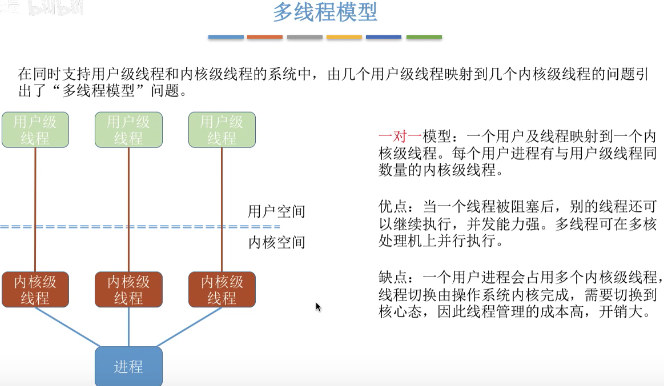 bilibili
多线程模型
在同时支持用户级线程和内核级线程的系统中，由几个用户级线程映射到几个内核级线程的问题引
出了“多线程模型”问题。
用户级
线程
用户级
线程
用户级
线程
用户空间
内核空间
内核级
线程
内核级
线程
内核级
线程
进程
一对一模型：一个用户及线程映射到一个内
核级线程。每个用户进程有与用户级线程同
数量的内核级线程。
优点：当一个线程被阻塞后，别的线程还可
以继续执行，并发能力强。多线程可在多核
处理机上并行执行。
缺点：一个用户进程会占用多个内核级线程，
线程切换由操作系统内核完成，需要切换到
核心态，因此线程管理的成本高，开销大。